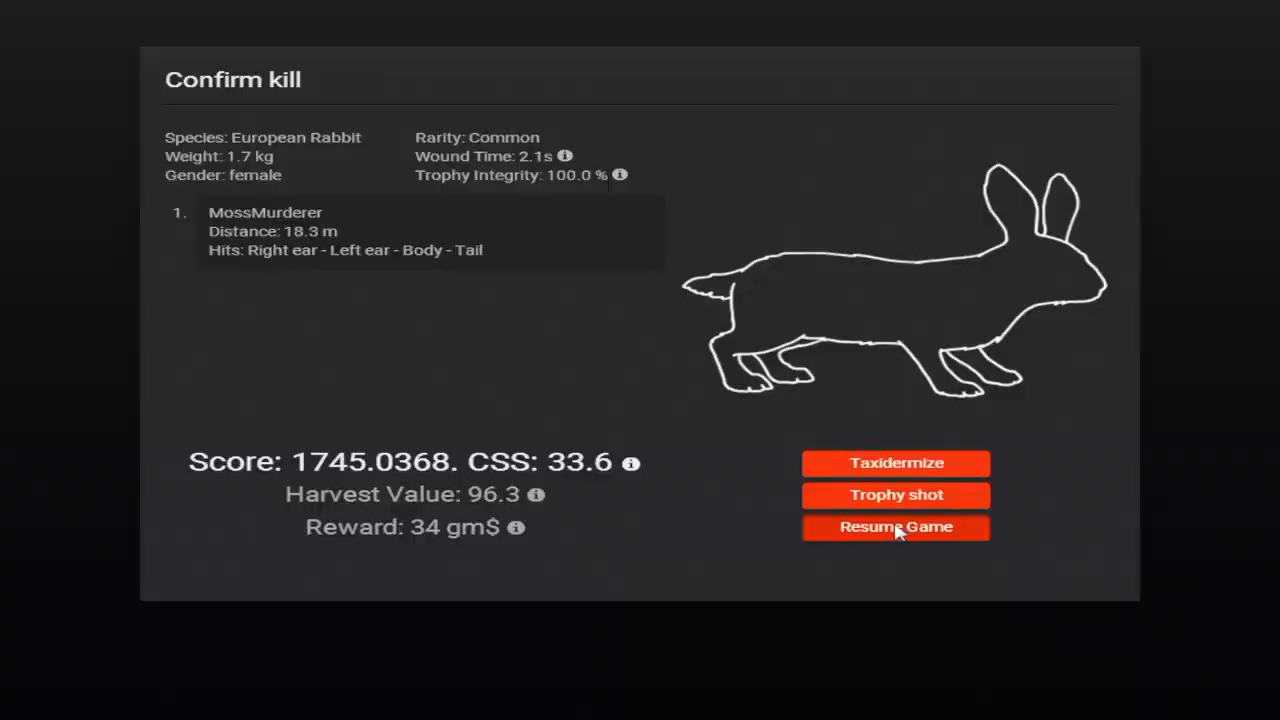 Confirm kill
Species: European Rabbit
Weight: 1.7 kg
Gender: female
Rarity: Common
Wound Time: 2.1s
Trophy Integrity: 100.0 %
1. MossMurderer
Distance: 18.3 m
Hits: Right ear - Left ear - Body - Tail
Score: 1745.0368. CSS: 33.6
Harvest Value: 96.3
Reward: 34 gm$
Taxidermize
Trophy shot
Resume Game